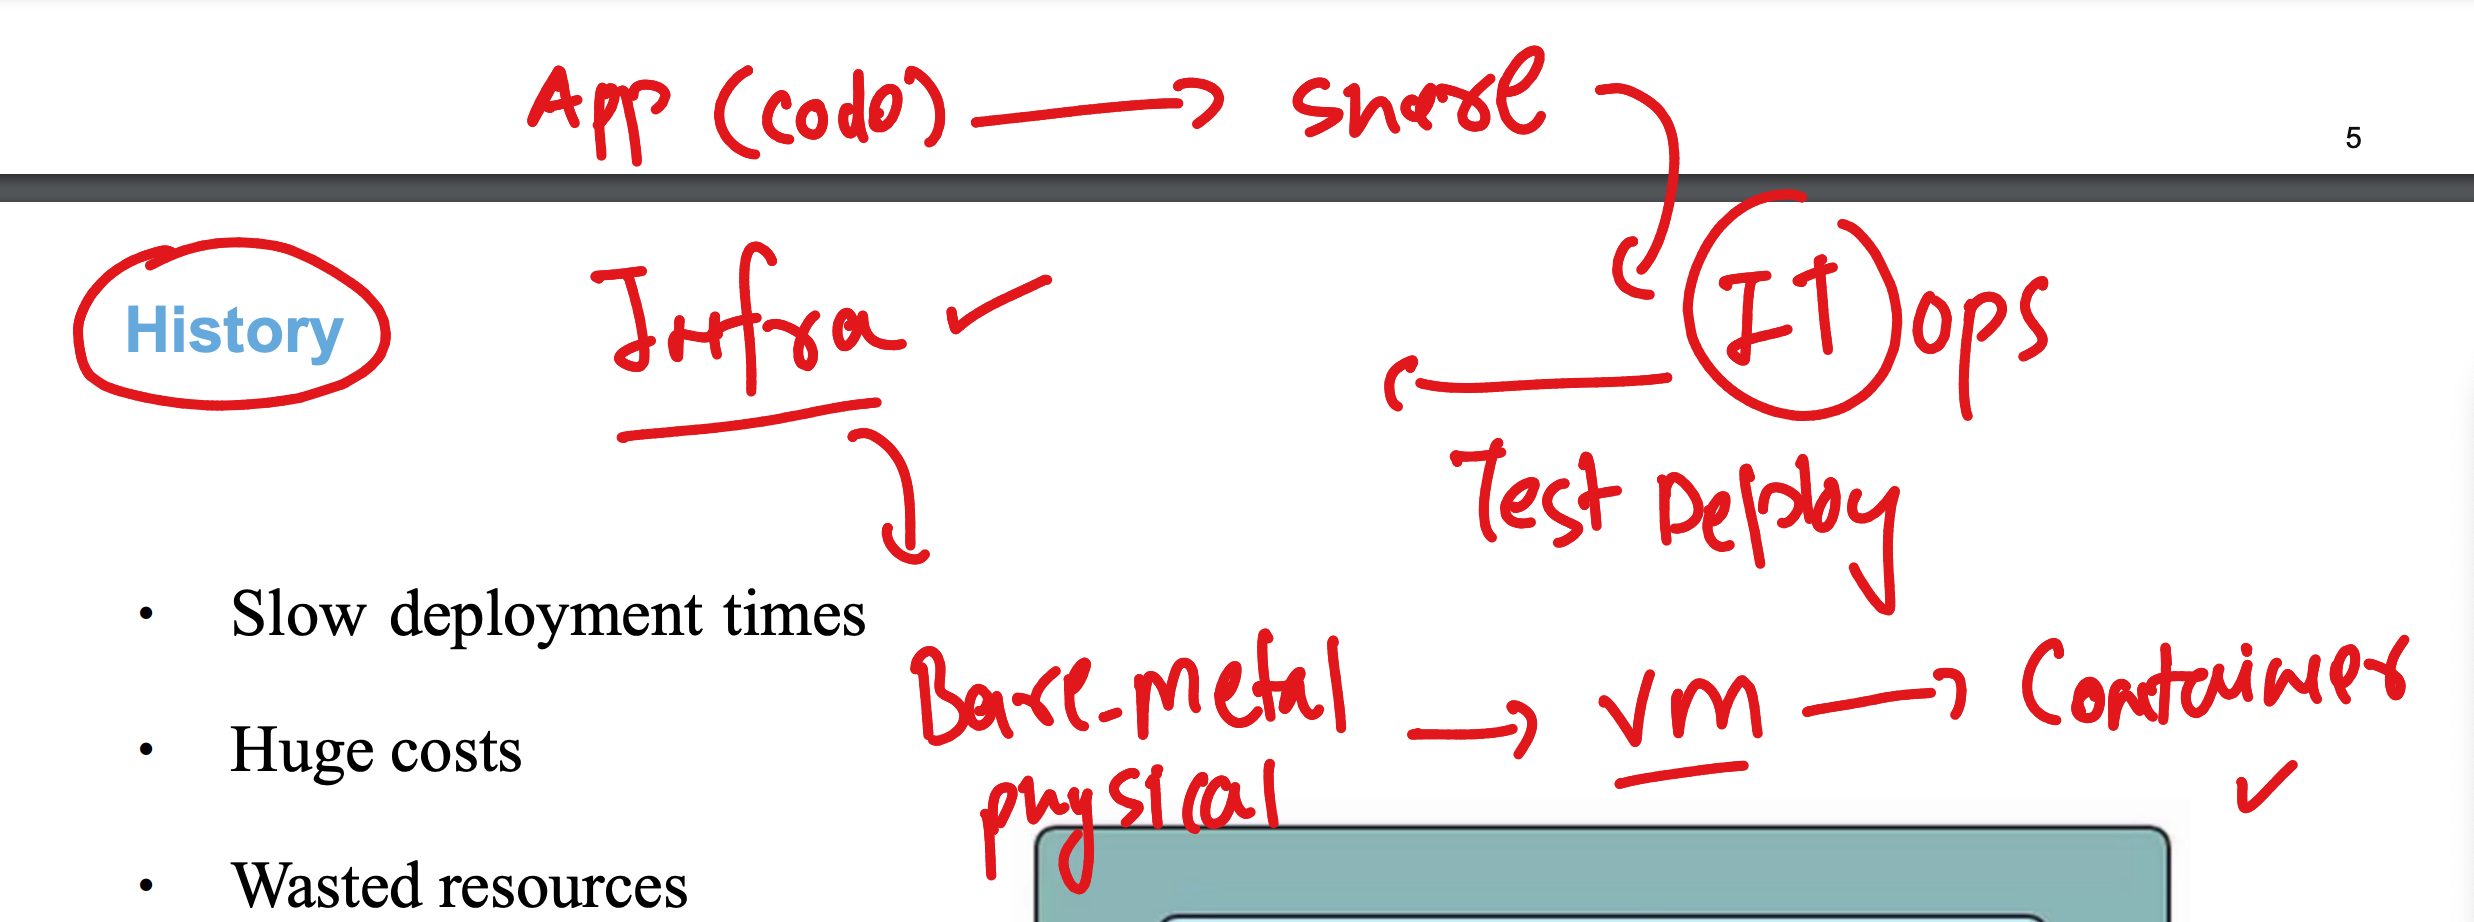 App (code) → share
5
History
Infra ✓
IT ops
Test Deploy
• Slow deployment times
Bare-metal → VM → Container ✓
physical
• Huge costs
• Wasted resources